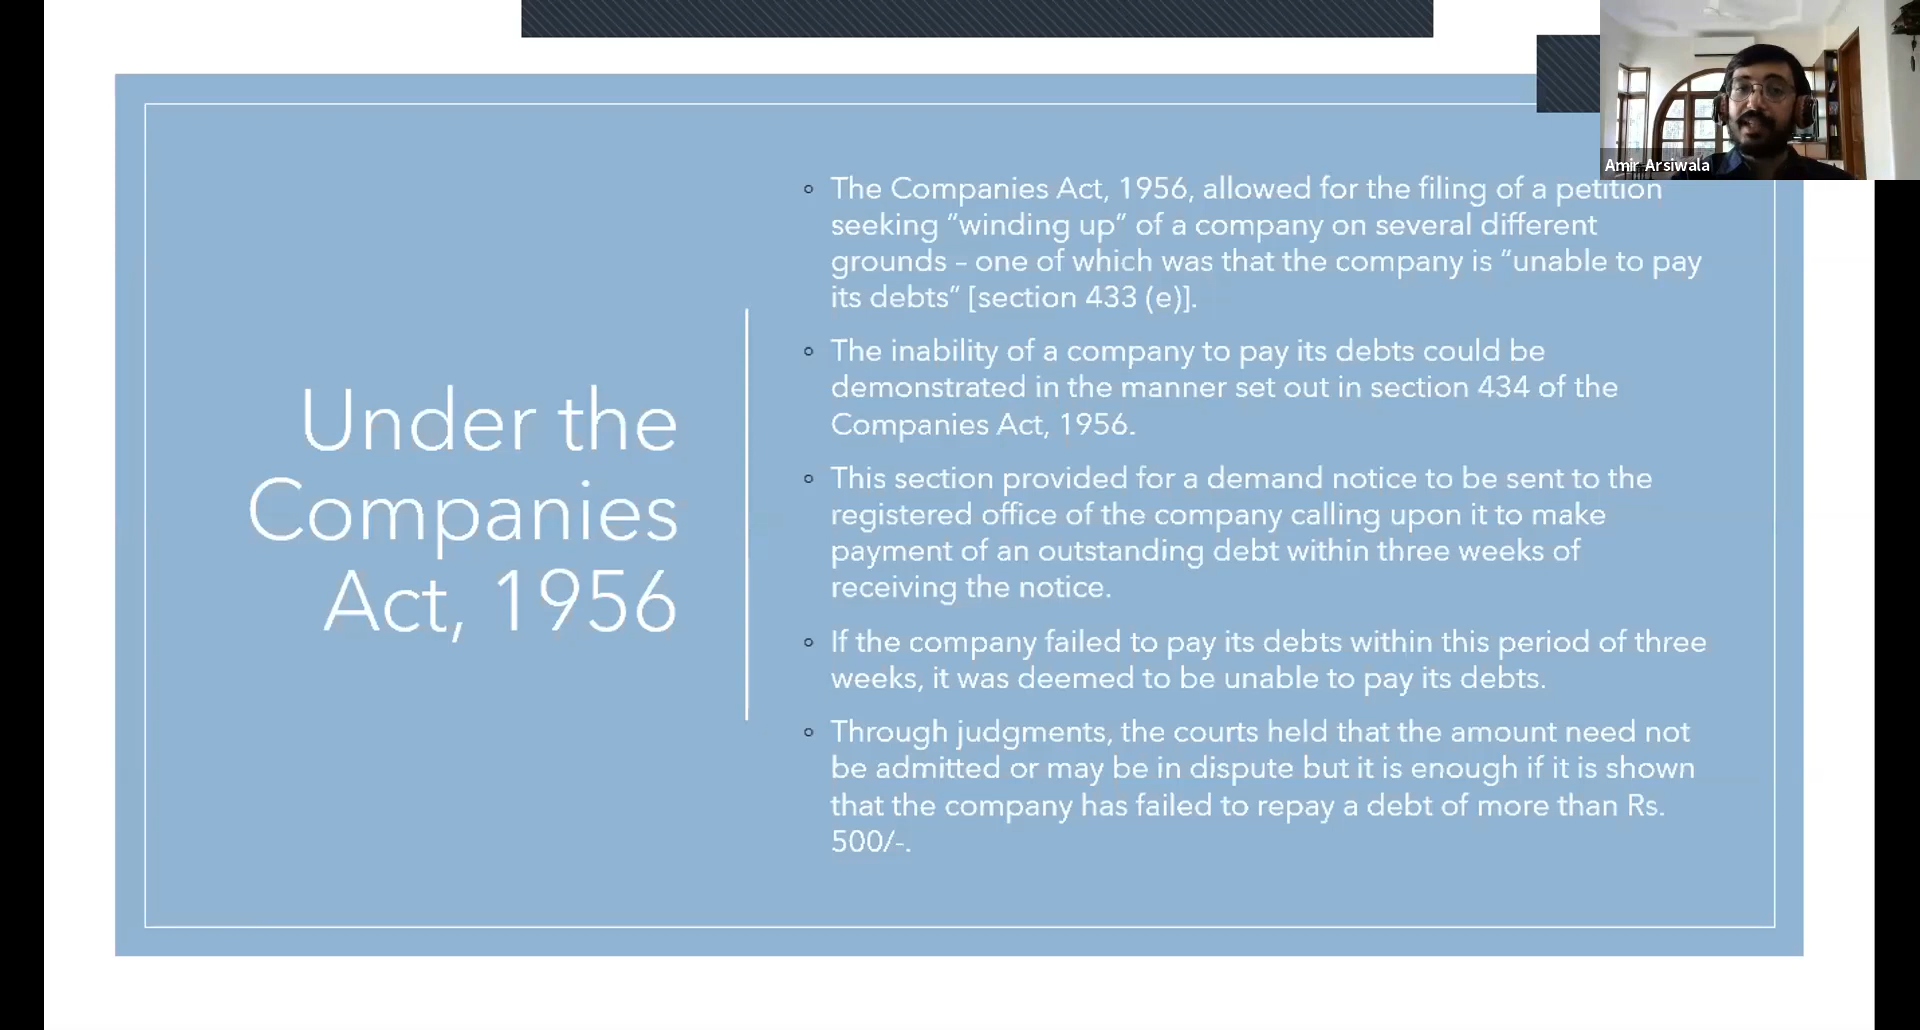 Amir Arsiwala
Under the
Companies
Act, 1956
◦ The Companies Act, 1956, allowed for the filing of a petition
seeking “winding up” of a company on several different
grounds – one of which was that the company is “unable to pay
its debts” [section 433 (e)].
◦ The inability of a company to pay its debts could be
demonstrated in the manner set out in section 434 of the
Companies Act, 1956.
◦ This section provided for a demand notice to be sent to the
registered office of the company calling upon it to make
payment of an outstanding debt within three weeks of
receiving the notice.
◦ If the company failed to pay its debts within this period of three
weeks, it was deemed to be unable to pay its debts.
◦ Through judgments, the courts held that the amount need not
be admitted or may be in dispute but it is enough if it is shown
that the company has failed to repay a debt of more than Rs.
500/-.